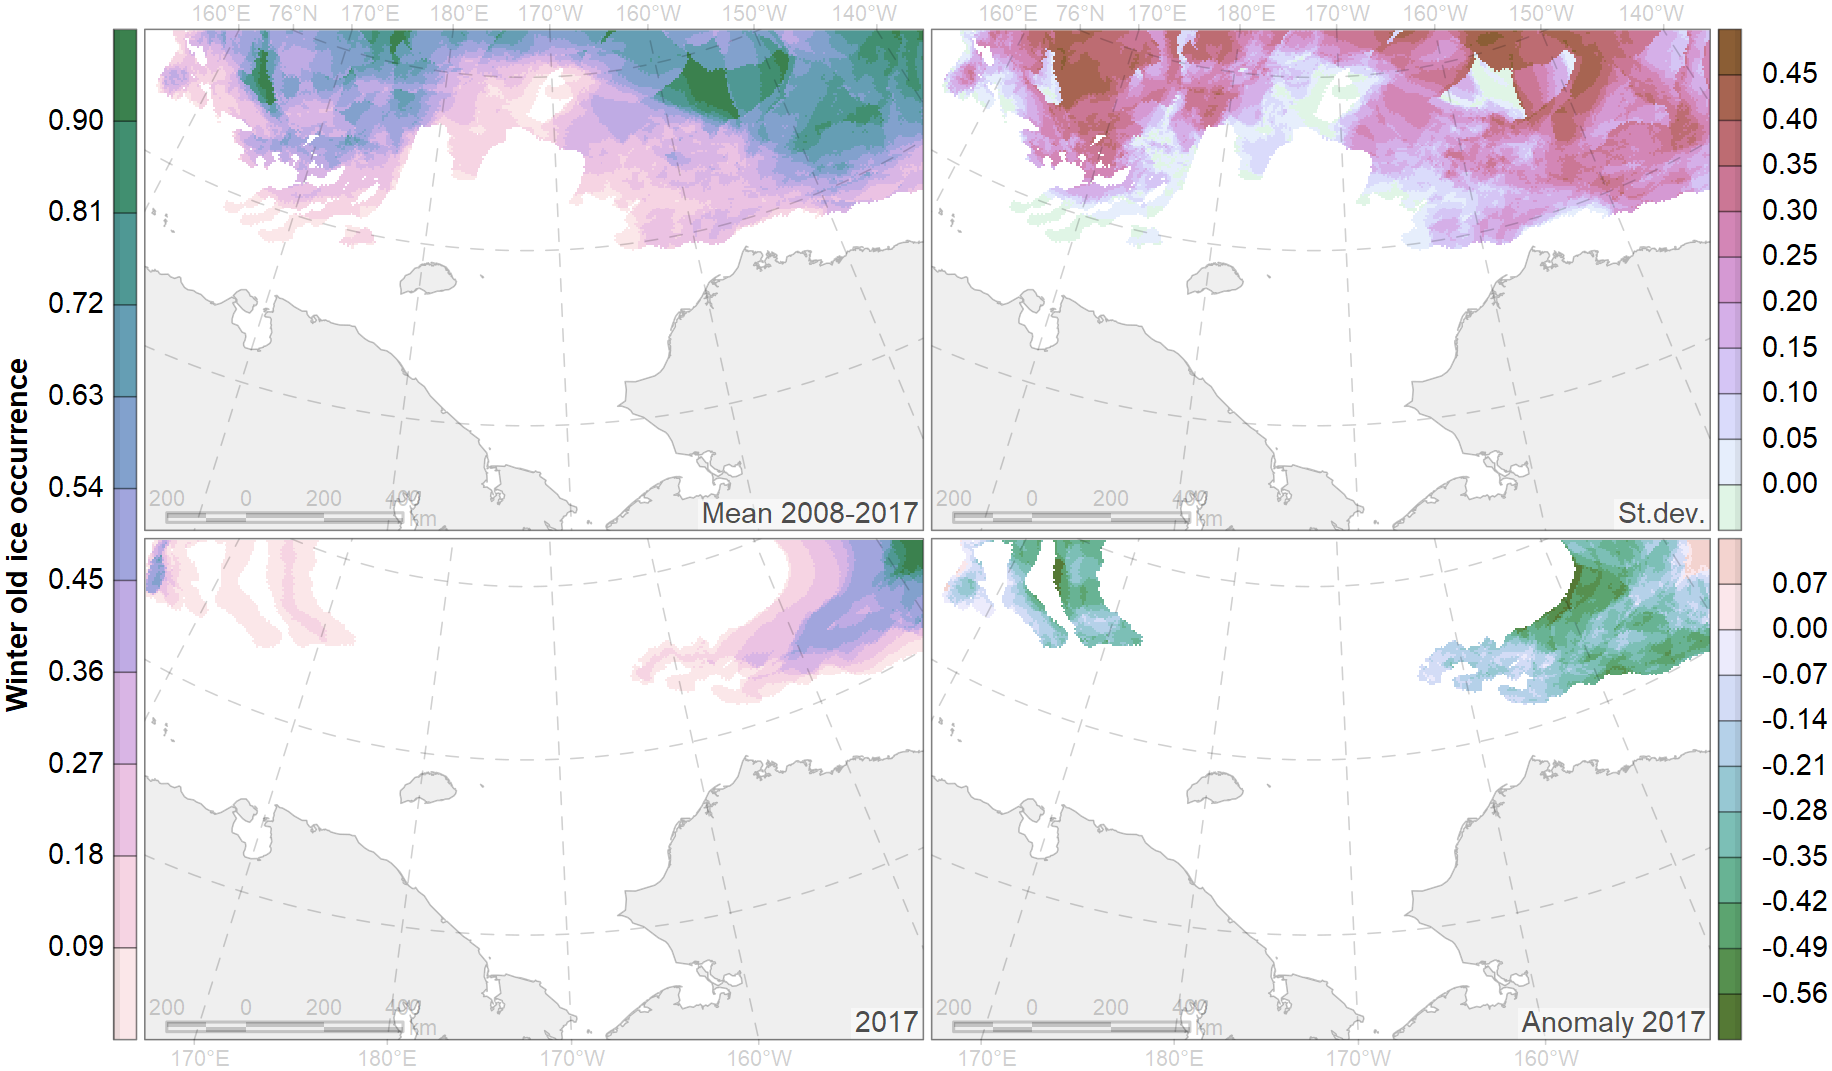 160°E 76°N 170°E 180°E 170°W 160°W 150°W 140°W
160°E 76°N 170°E 180°E 170°W 160°W 150°W 140°W
Winter old ice occurrence
0.90
0.81
0.72
0.63
0.54
0.45
0.36
0.27
0.18
0.09
200 0 200 400 km
Mean 2008-2017
200 0 200 400 km
St.dev.
0.45
0.40
0.35
0.30
0.25
0.20
0.15
0.10
0.05
0.00
200 0 200 400 km
2017
200 0 200 400 km
Anomaly 2017
0.07
0.00
-0.07
-0.14
-0.21
-0.28
-0.35
-0.42
-0.49
-0.56
170°E 180°E 170°W 160°W
170°E 180°E 170°W 160°W